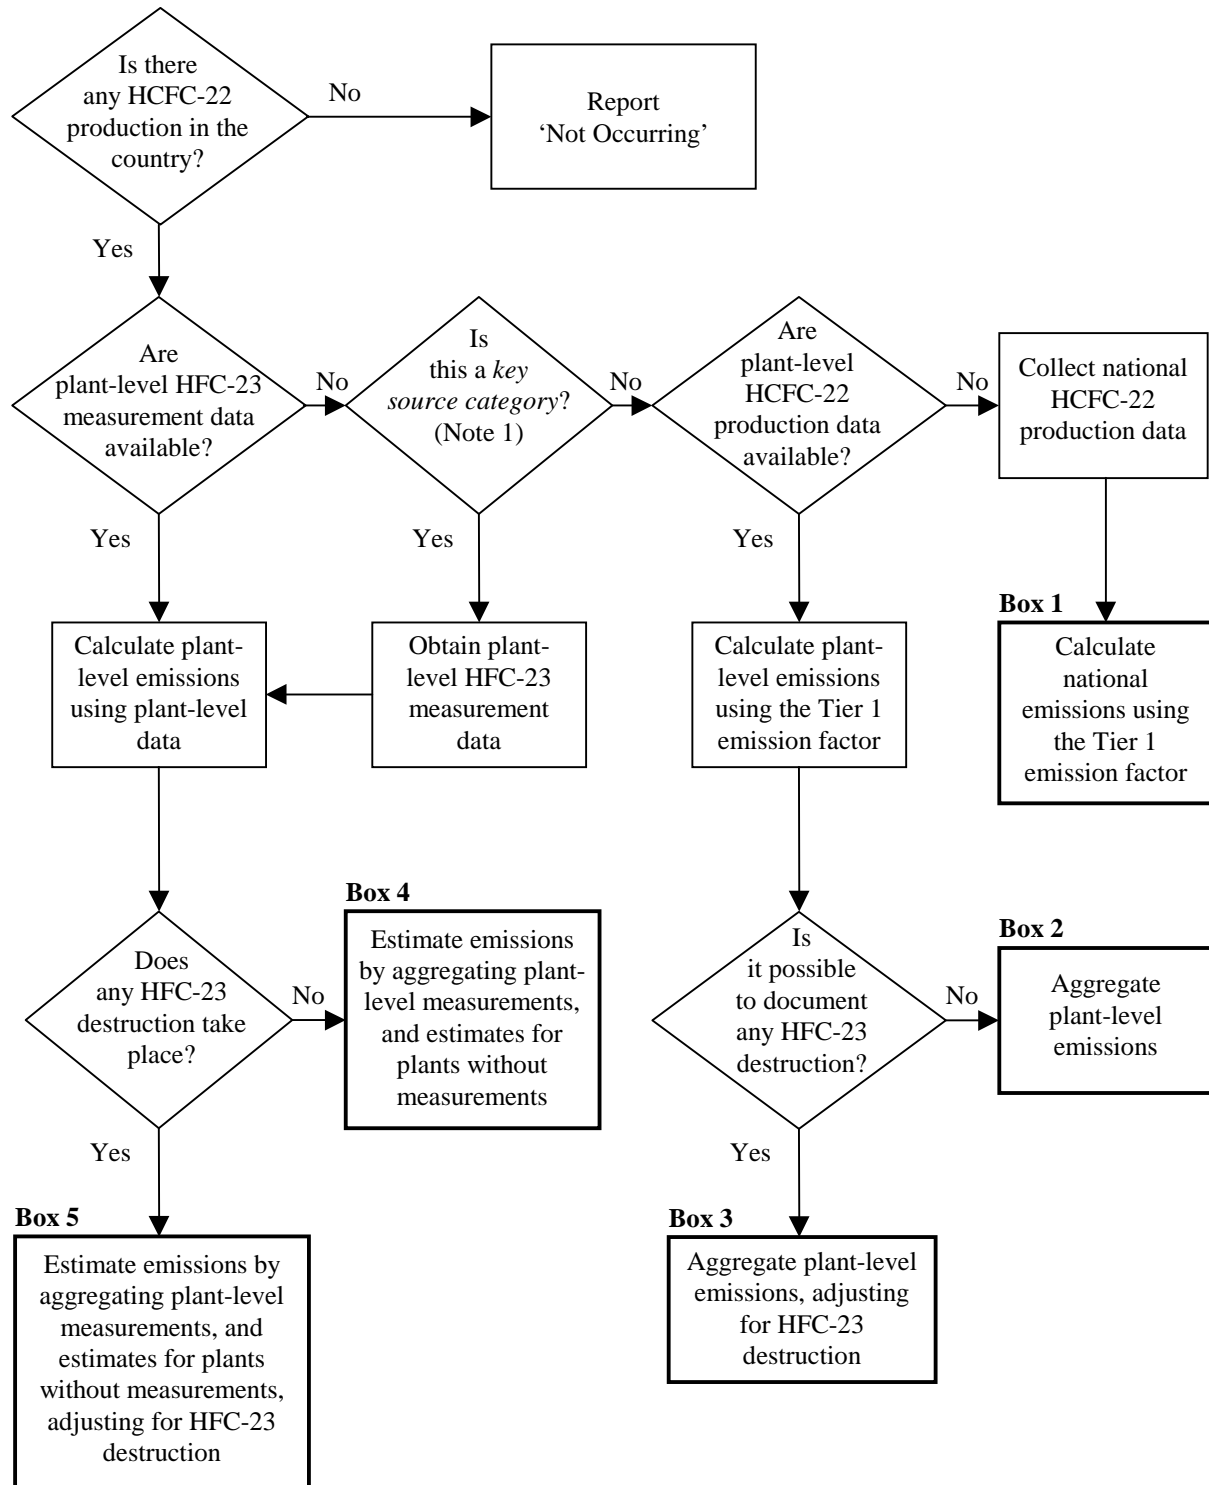 Is there
any HCFC-22
production in the
country?
No
Report
‘Not Occurring’
Yes
Are
plant-level HFC-23
measurement data
available?
No
Is
this a key
source category?
(Note 1)
No
Are
plant-level
HCFC-22
production data
available?
No
Collect national
HCFC-22
production data
Yes
Yes
Yes
Calculate plant-
level emissions
using plant-level
data
Obtain plant-
level HFC-23
measurement
data
Calculate plant-
level emissions
using the Tier 1
emission factor
Box 1
Calculate
national
emissions using
the Tier 1
emission factor
Does
any HFC-23
destruction take
place?
No
Box 4
Estimate emissions
by aggregating plant-
level measurements,
and estimates for
plants without
measurements
Is
it possible
to document
any HFC-23
destruction?
No
Box 2
Aggregate
plant-level
emissions
Yes
Yes
Box 5
Estimate emissions by
aggregating plant-level
measurements, and
estimates for plants
without measurements,
adjusting for HFC-23
destruction
Box 3
Aggregate plant-level
emissions, adjusting
for HFC-23
destruction